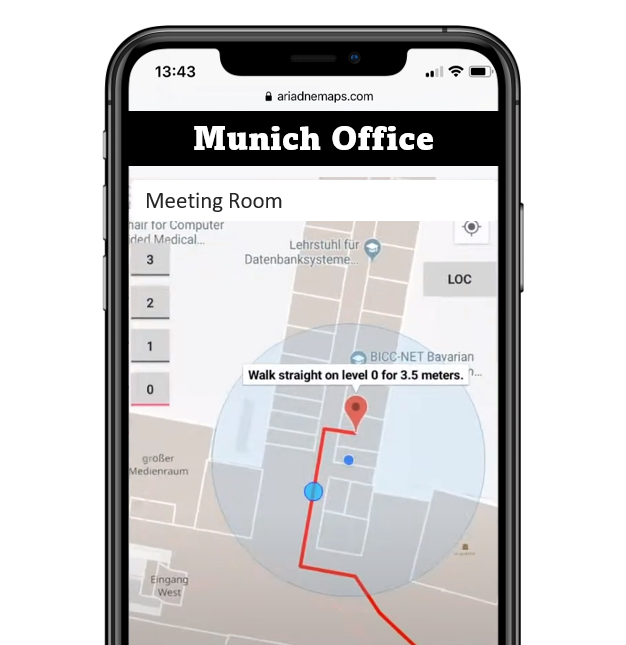 13:43
ariadnemaps.com
Munich Office
Meeting Room
hair for Computer
ded Medical...
Lehrstuhl für
Datenbanksysteme...
3
LOC
2
1
BICC-NET Bavarian
n...
Walk straight on level 0 for 3.5 meters.
0
großer
Medienraum
Eingang
West